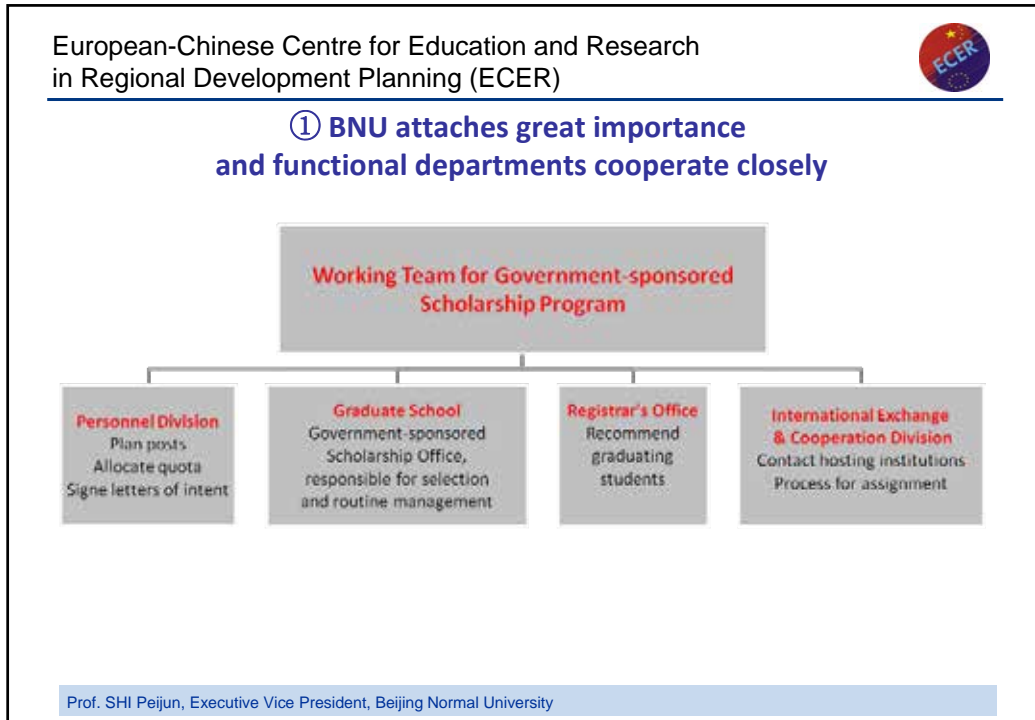 European-Chinese Centre for Education and Research
in Regional Development Planning (ECER)
ECER
① BNU attaches great importance
and functional departments cooperate closely
Working Team for Government-sponsored
Scholarship Program
Personnel Division
Plan posts
Allocate quota
Signe letters of intent
Graduate School
Government-sponsored
Scholarship Office,
responsible for selection
and routine management
Registrar's Office
Recommend
graduating
students
International Exchange
& Cooperation Division
Contact hosting institutions
Process for assignment
Prof. SHI Peijun, Executive Vice President, Beijing Normal University